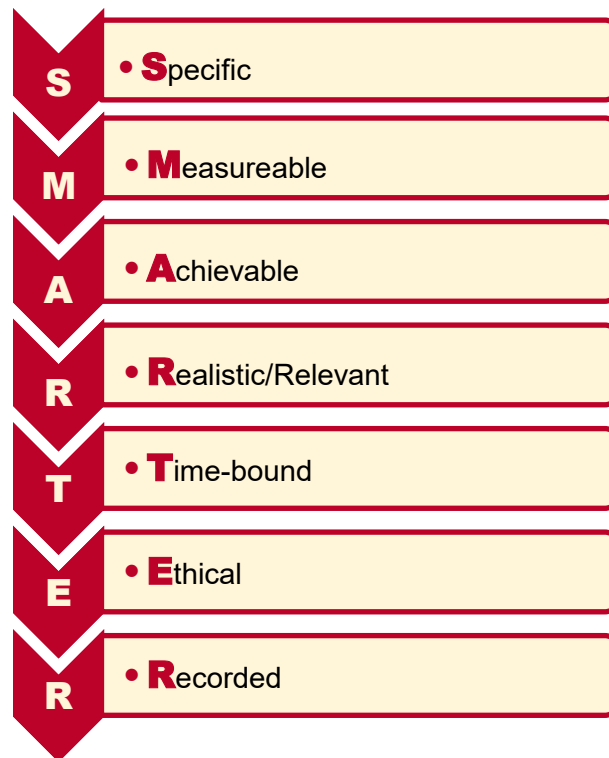 S
• Specific
M
• Measureable
A
• Achievable
R
• Realistic/Relevant
T
• Time-bound
E
• Ethical
R
• Recorded